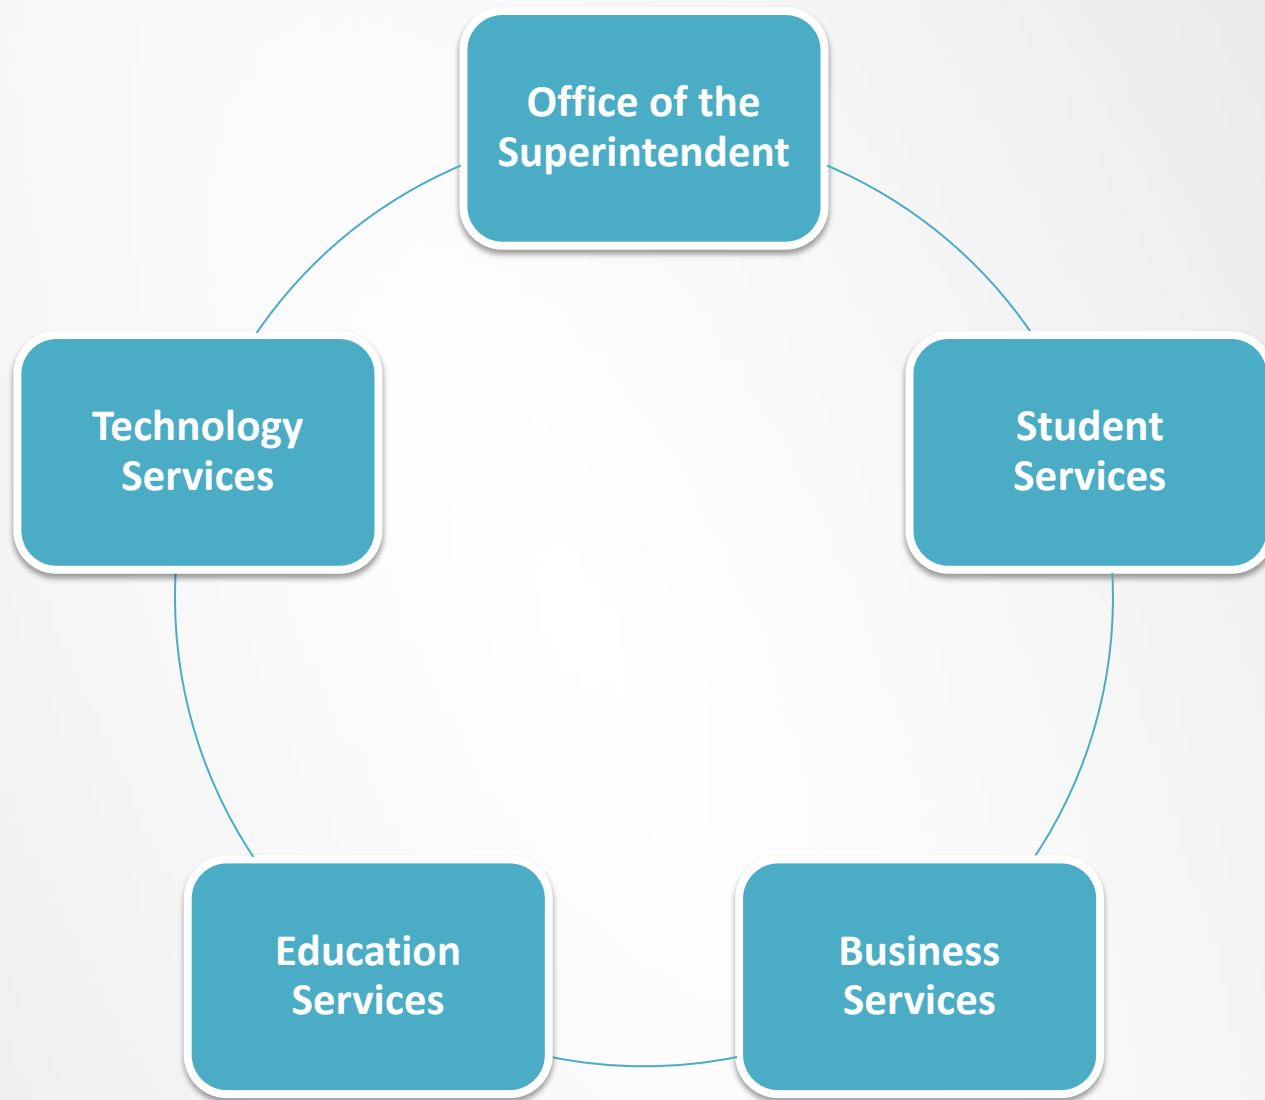 Office of the
Superintendent
Technology
Services
Student
Services
Education
Services
Business
Services